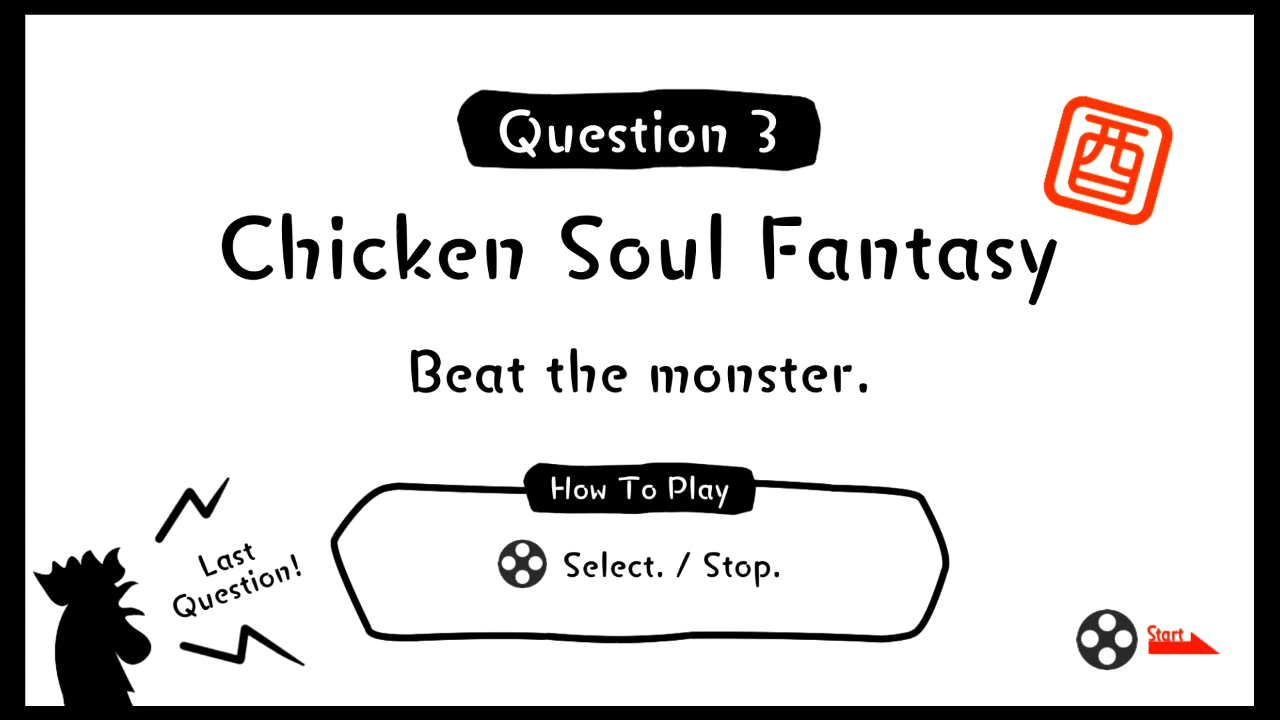 Question 3
酉
Chicken Soul Fantasy
Beat the monster.
How To Play
Select. / Stop.
Last
Question!
Start